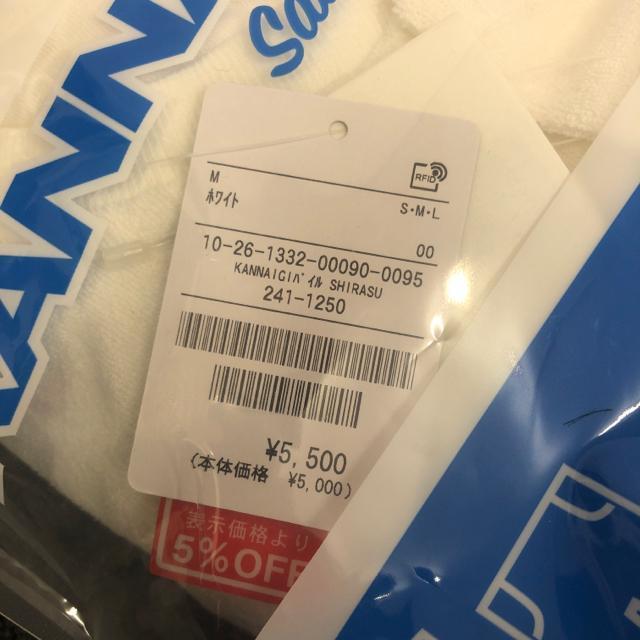 Sa
M
RFID
ホワイト
S・M・L
00
10-26-1332-00090-0095
KANNAIGIﾊﾟｲﾙ SHIRASU
241-1250
¥5,500
(本体価格 ¥5,000)
表示価格より
5%OFF